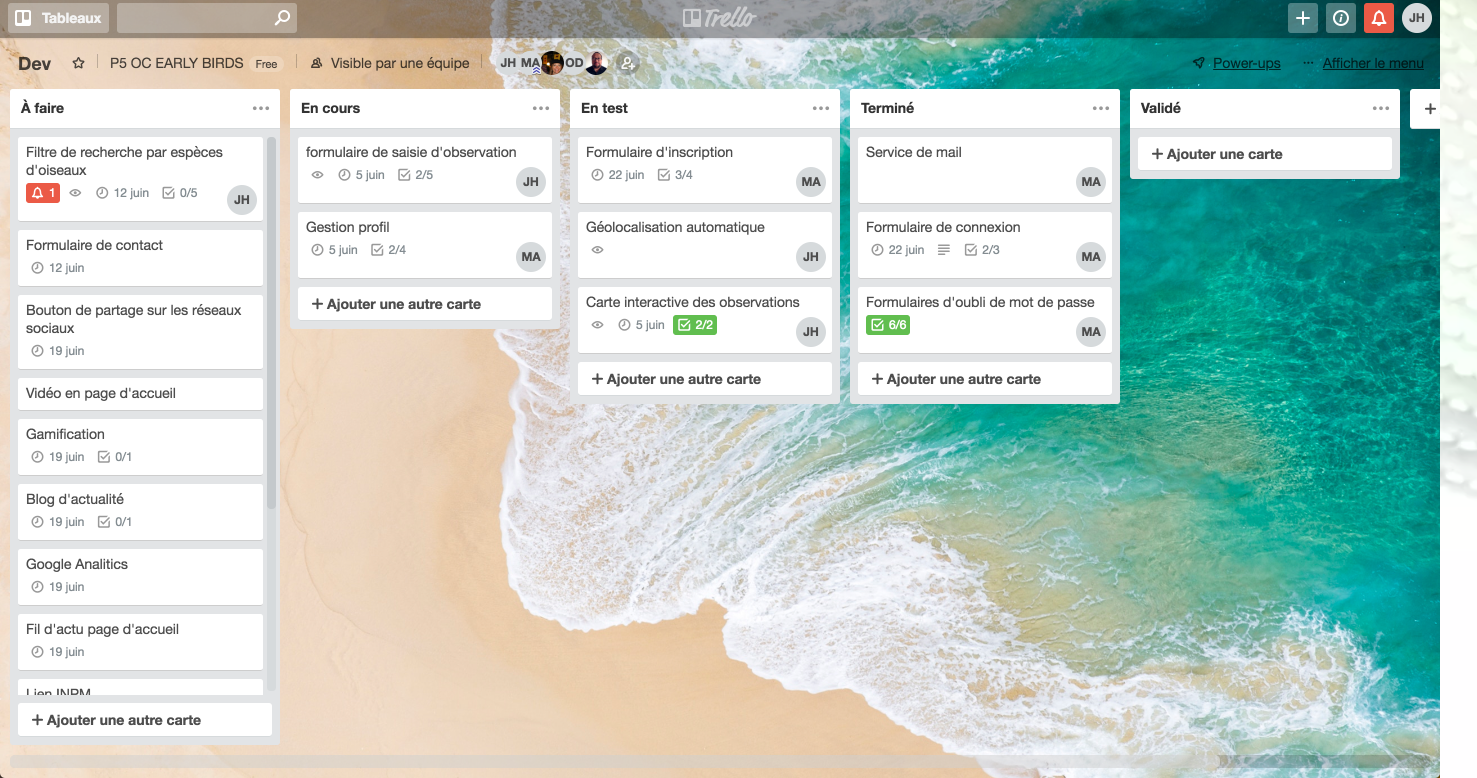 Tableaux
Trello
JH
Dev
P5 OC EARLY BIRDS
Free
Visible par une équipe
JH MA OD
Power-ups
Afficher le menu
À faire
Filtre de recherche par espèces
d'oiseaux
1 12 juin 0/5
JH
Formulaire de contact
12 juin
Bouton de partage sur les réseaux
sociaux
19 juin
Vidéo en page d'accueil
Gamification
19 juin 0/1
Blog d'actualité
19 juin 0/1
Google Analitics
19 juin
Fil d'actu page d'accueil
19 juin
Lien INPM
+ Ajouter une autre carte
En cours
formulaire de saisie d'observation
5 juin 2/5
JH
Gestion profil
5 juin 2/4
MA
+ Ajouter une autre carte
En test
Formulaire d'inscription
22 juin 3/4
MA
Géolocalisation automatique
JH
Carte interactive des observations
5 juin 2/2
JH
+ Ajouter une autre carte
Terminé
Service de mail
MA
Formulaire de connexion
22 juin 2/3
MA
Formulaires d'oubli de mot de passe
6/6
MA
+ Ajouter une autre carte
Validé
+ Ajouter une carte